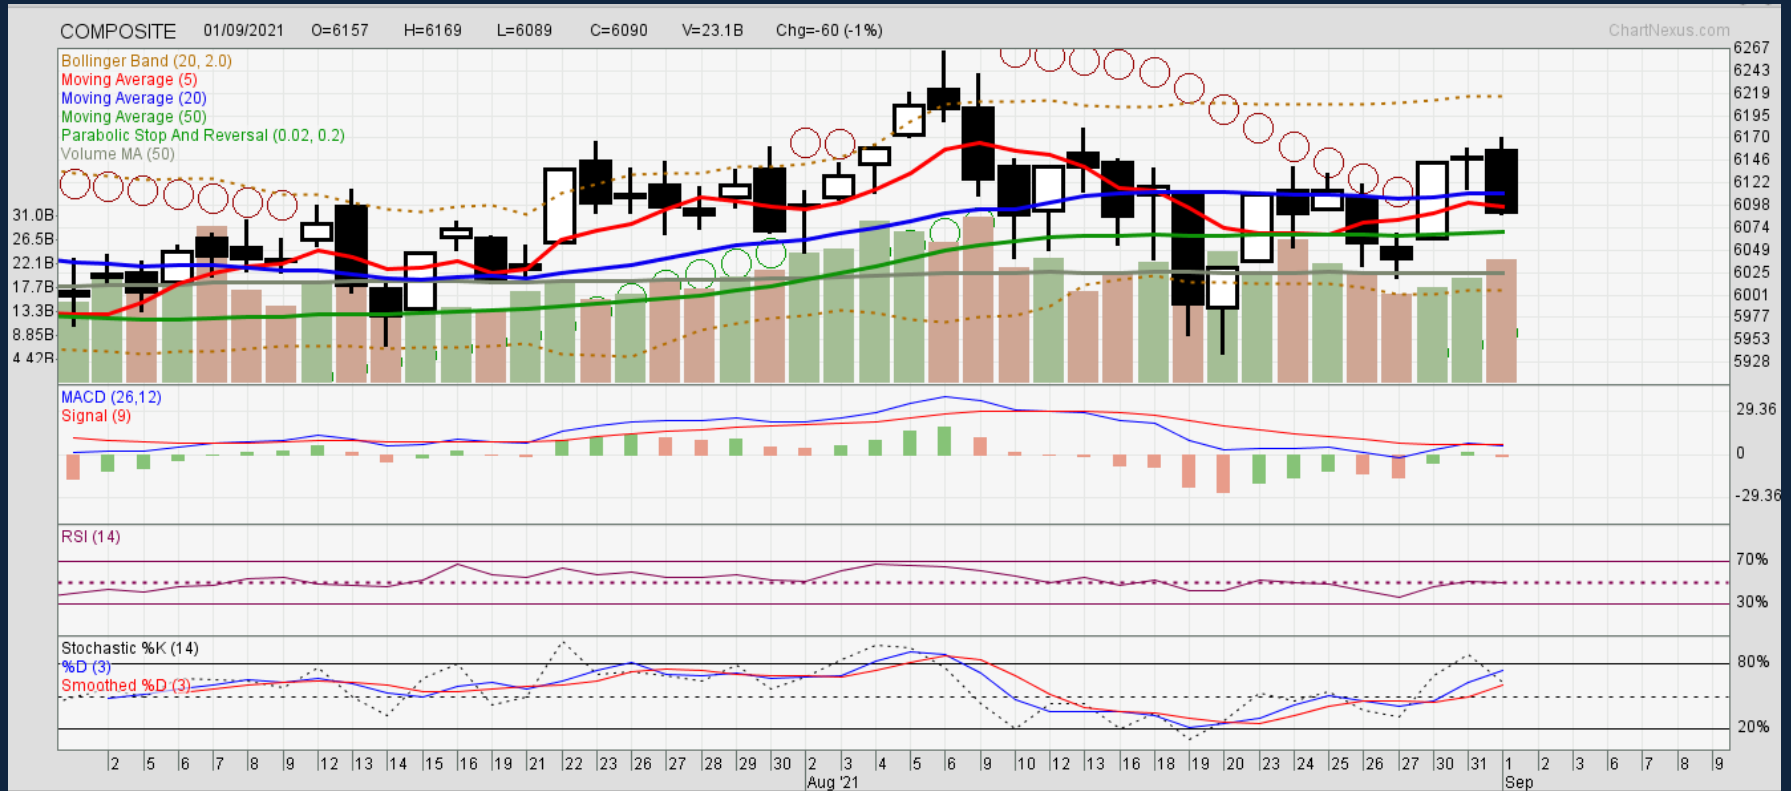 COMPOSITE 01/09/2021 O=6157 H=6169 L=6089 C=6090 V=23.1B Chg=-60 (-1%) ChartNexus.com
Bollinger Band (20, 2.0)
Moving Average (5)
Moving Average (20)
Moving Average (50)
Parabolic Stop And Reversal (0.02, 0.2)
Volume MA (50)
31.0B
26.5B
22.1B
17.7B
13.3B
8.85B
4.42B
6267
6243
6219
6195
6170
6146
6122
6098
6074
6049
6025
6001
5977
5953
5928
MACD (26,12)
Signal (9)
29.36
0
-29.36
RSI (14)
70%
30%
Stochastic %K (14)
%D (3)
Smoothed %D (3)
80%
20%
2 5 6 7 8 9 12 13 14 15 16 19 21 22 23 26 27 28 29 30 2 3 4 5 6 9 10 12 13 16 18 19 20 23 24 25 26 27 30 31 1 2 3 6 7 8 9
Aug '21 Sep